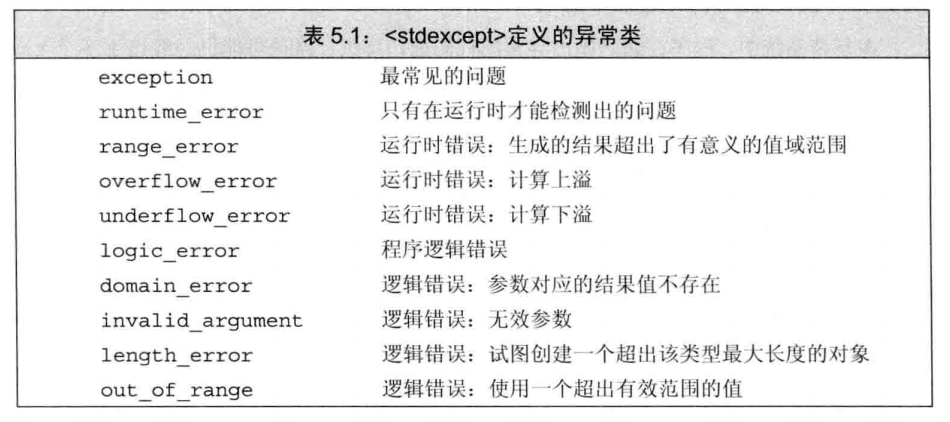 表 5.1：<stdexcept>定义的异常类
exception 最常见的问题
runtime_error 只有在运行时才能检测出的问题
range_error 运行时错误：生成的结果超出了有意义的值域范围
overflow_error 运行时错误：计算上溢
underflow_error 运行时错误：计算下溢
logic_error 程序逻辑错误
domain_error 逻辑错误：参数对应的结果值不存在
invalid_argument 逻辑错误：无效参数
length_error 逻辑错误：试图创建一个超出该类型最大长度的对象
out_of_range 逻辑错误：使用一个超出有效范围的值